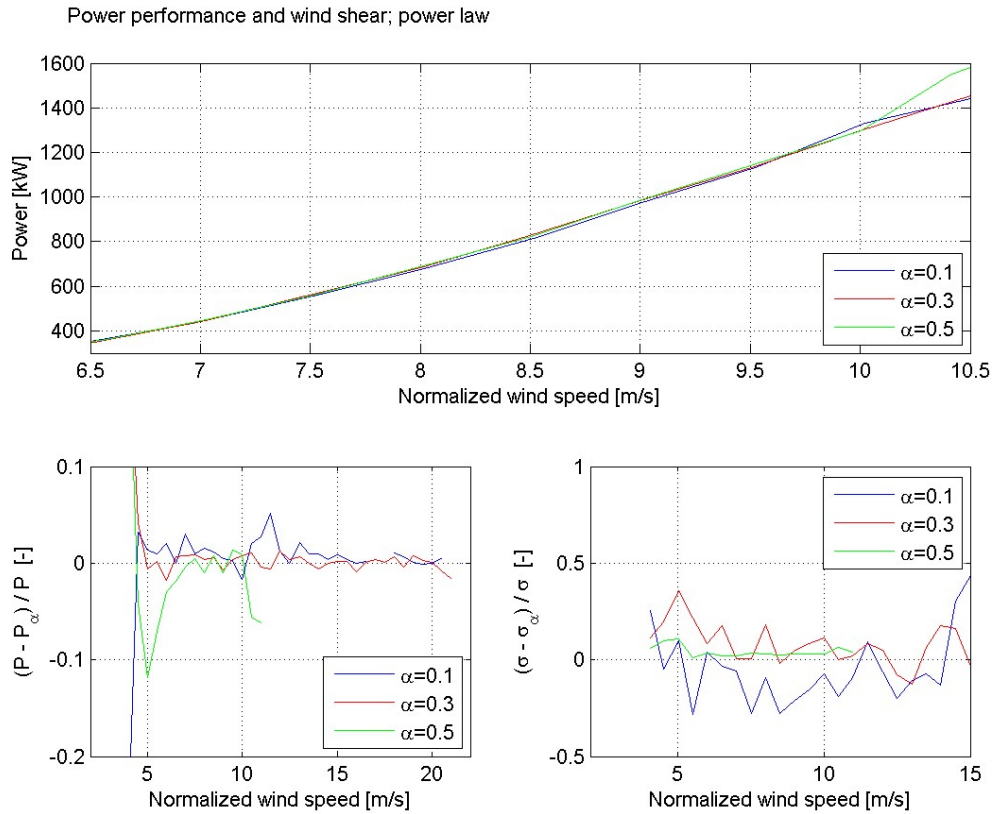 Power performance and wind shear; power law
1600
1400
1200
1000
800
600
400
Power [kW]
6.5 7 7.5 8 8.5 9 9.5 10 10.5
Normalized wind speed [m/s]
α=0.1
α=0.3
α=0.5
0.1
0
-0.1
-0.2
(P - Pα) / P [-]
5 10 15 20
Normalized wind speed [m/s]
α=0.1
α=0.3
α=0.5
1
0.5
0
-0.5
(σ - σα) / σ [-]
5 10 15
Normalized wind speed [m/s]
α=0.1
α=0.3
α=0.5